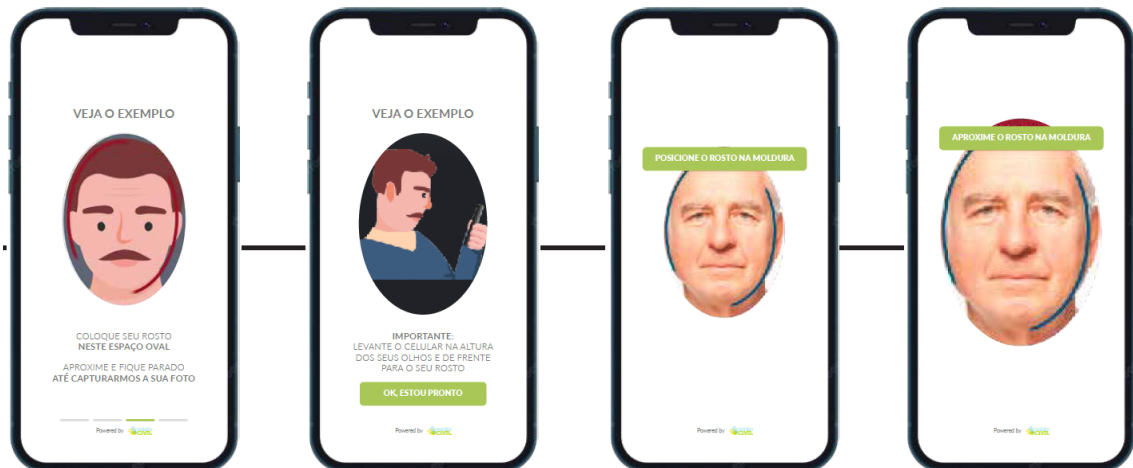 VEJA O EXEMPLO
COLOQUE SEU ROSTO
NESTE ESPAÇO OVAL
APROXIME E FIQUE PARADO
ATÉ CAPTURARMOS A SUA FOTO
Powered by
VEJA O EXEMPLO
IMPORTANTE:
LEVANTE O CELULAR NA ALTURA
DOS SEUS OLHOS E DE FRENTE
PARA O SEU ROSTO
OK, ESTOU PRONTO
Powered by
POSICIONE O ROSTO NA MOLDURA
Powered by
APROXIME O ROSTO NA MOLDURA
Powered by